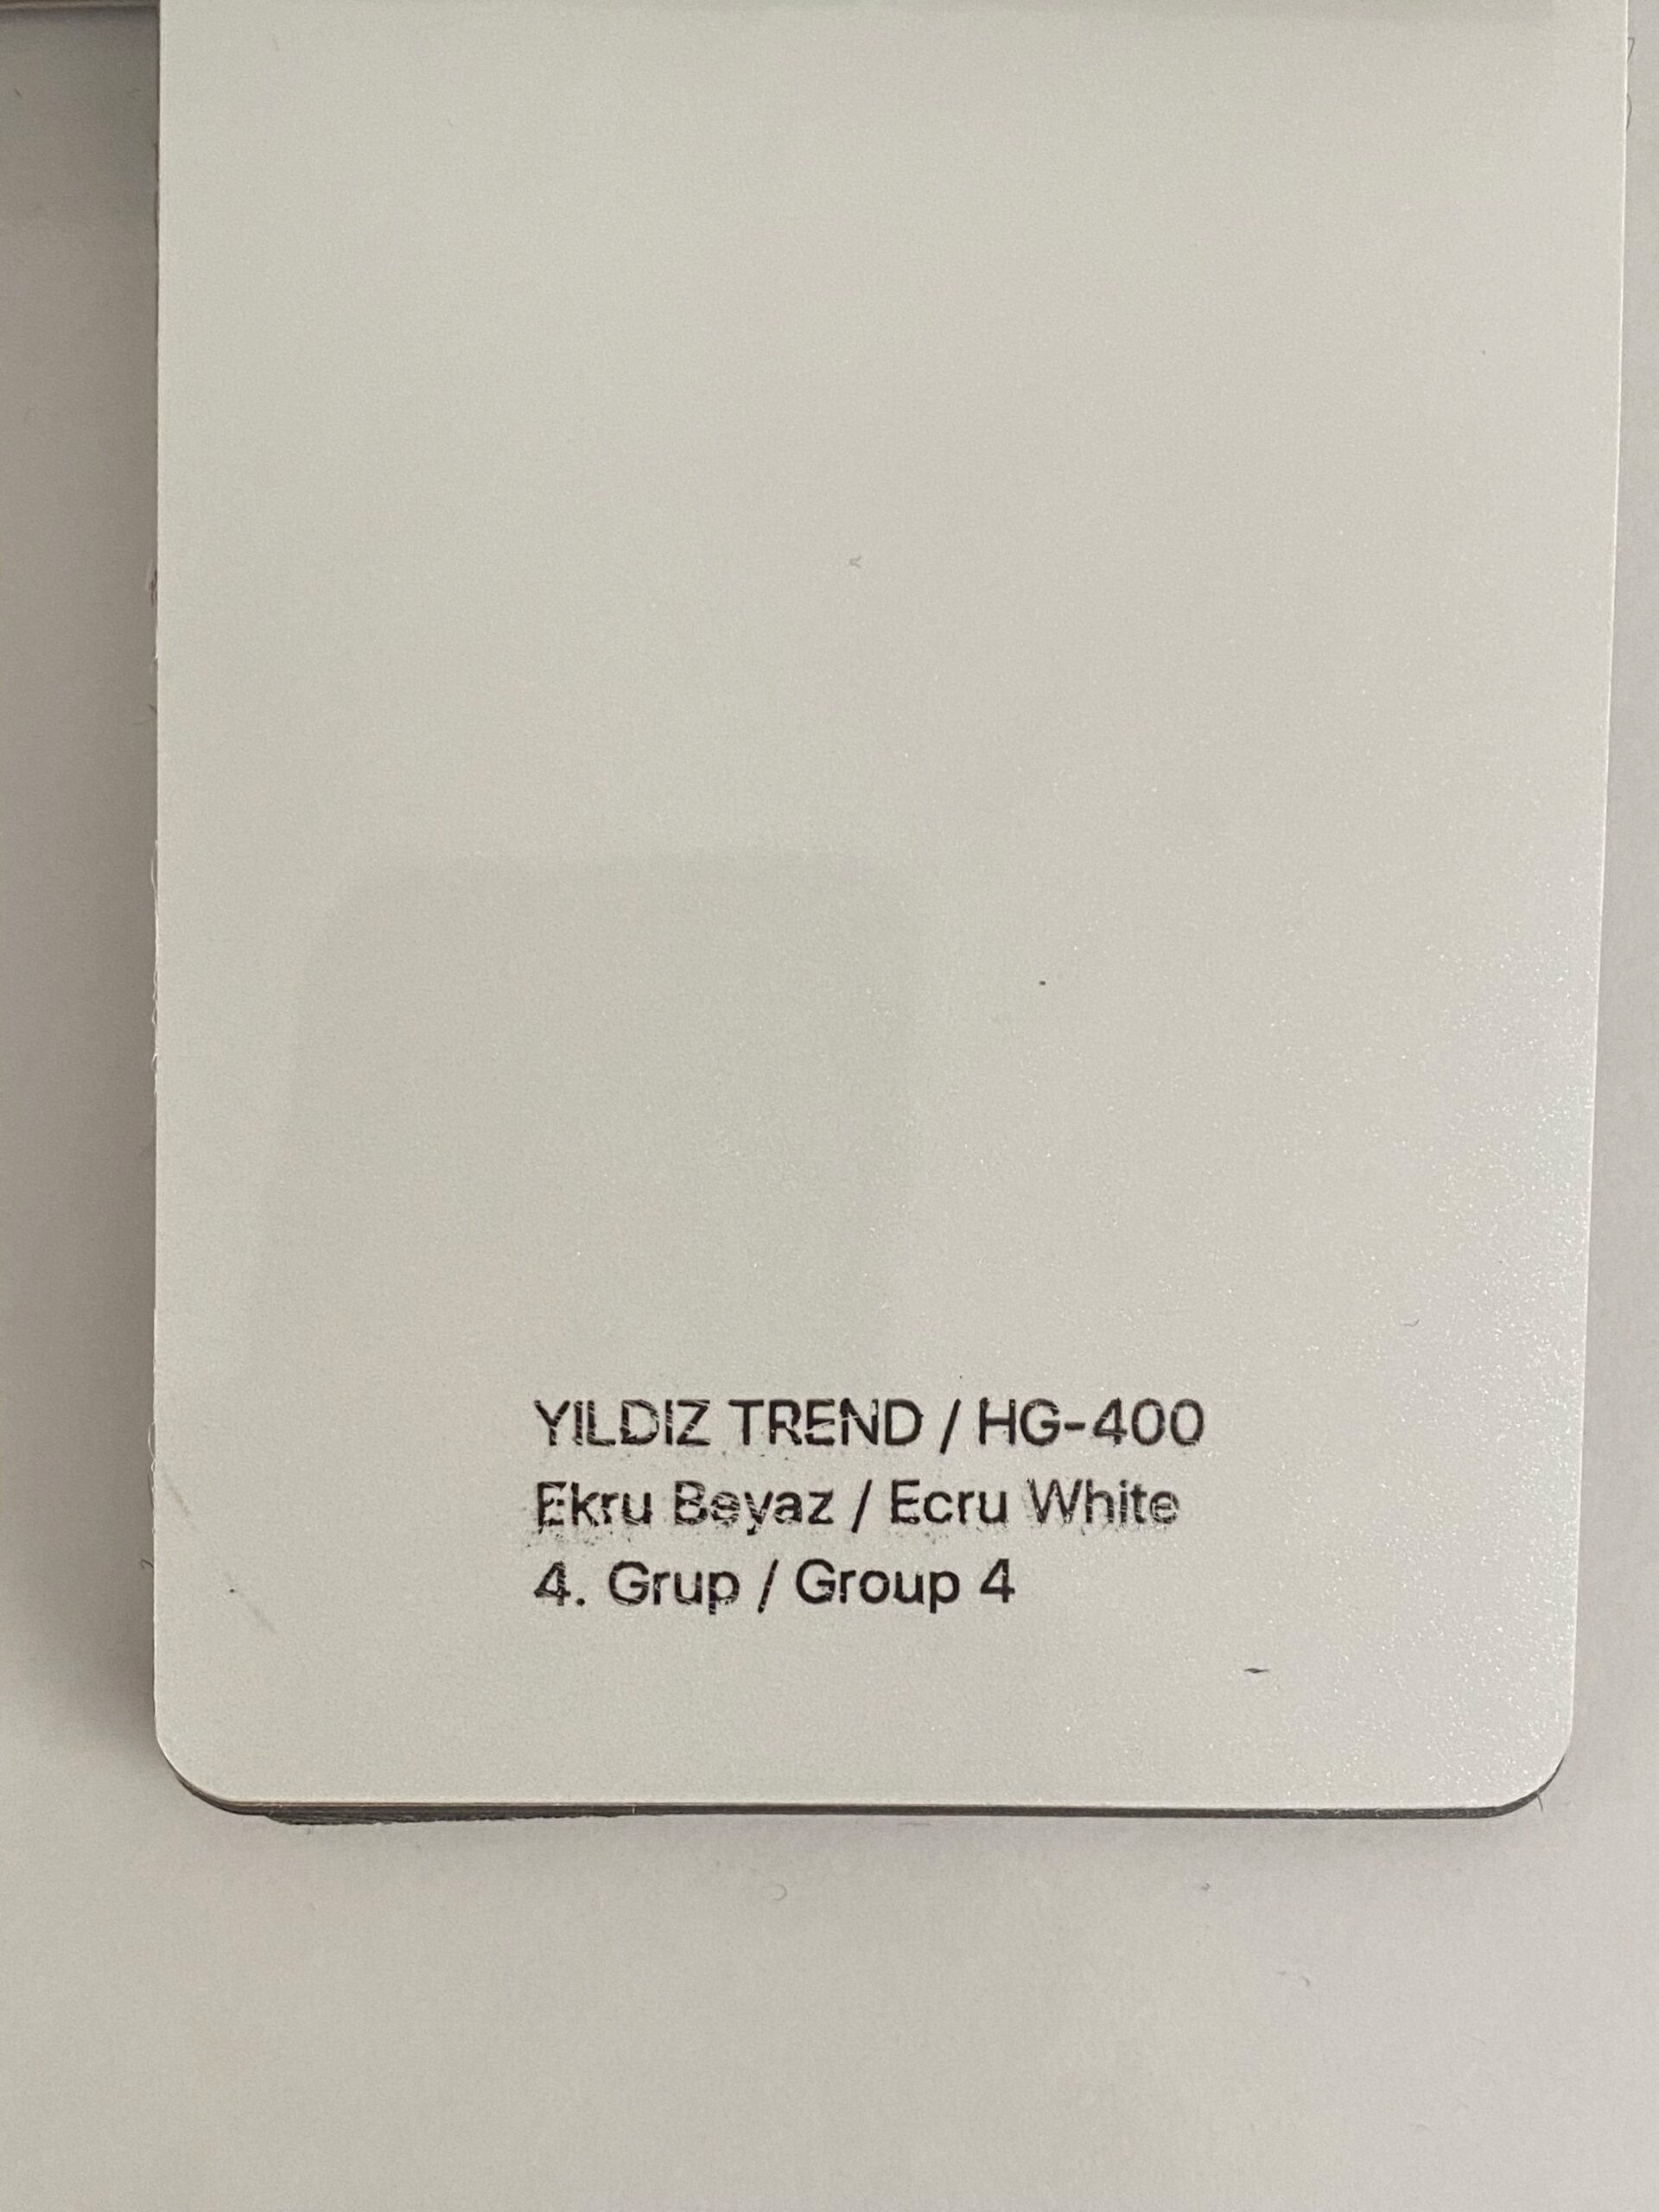 YILDIZ TREND / HG-400
Ekru Beyaz / Ecru White
4. Grup / Group 4